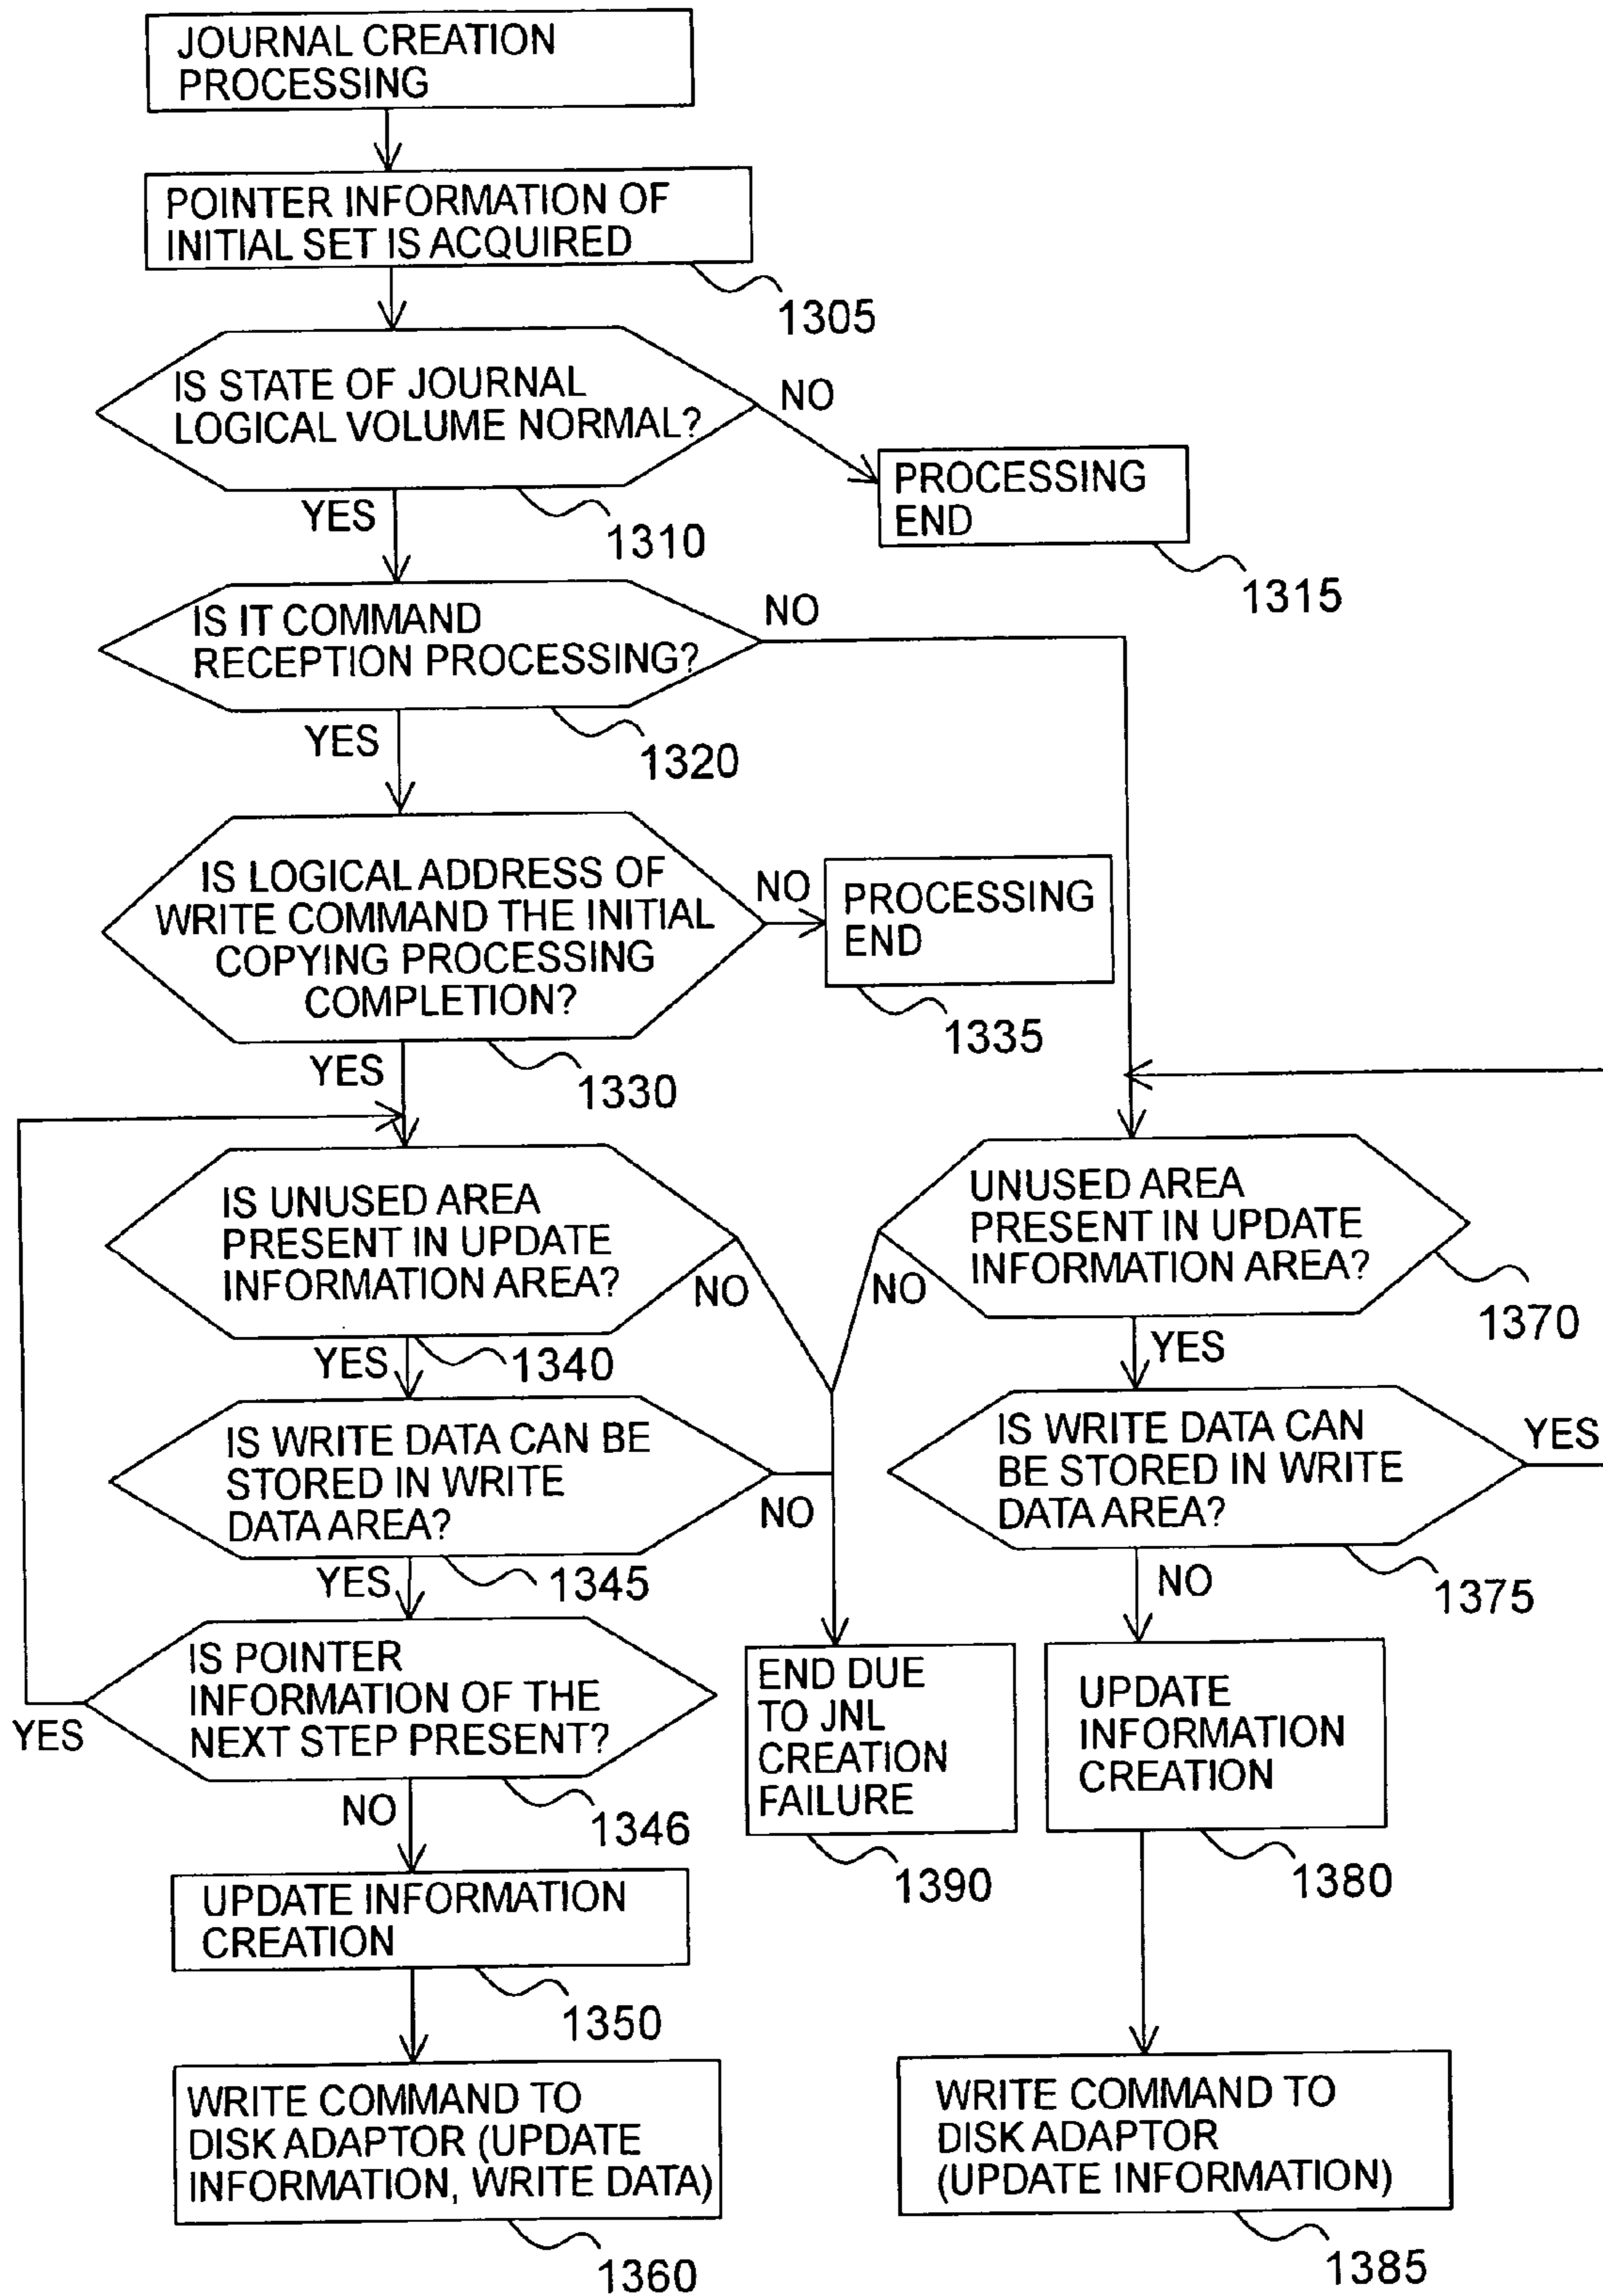 JOURNAL CREATION
PROCESSING
POINTER INFORMATION OF
INITIAL SET IS ACQUIRED
1305
IS STATE OF JOURNAL
LOGICAL VOLUME NORMAL?
NO
PROCESSING
END
1315
YES
1310
IS IT COMMAND
RECEPTION PROCESSING?
NO
YES
1320
IS LOGICAL ADDRESS OF
WRITE COMMAND THE INITIAL
COPYING PROCESSING
COMPLETION?
NO
PROCESSING
END
1335
YES
1330
IS UNUSED AREA
PRESENT IN UPDATE
INFORMATION AREA?
NO
NO
UNUSED AREA
PRESENT IN UPDATE
INFORMATION AREA?
1370
YES
1340
YES
IS WRITE DATA CAN BE
STORED IN WRITE
DATA AREA?
NO
IS WRITE DATA CAN
BE STORED IN WRITE
DATA AREA?
YES
YES
1345
NO
1375
IS POINTER
INFORMATION OF THE
NEXT STEP PRESENT?
YES
NO
1346
END DUE
TO JNL
CREATION
FAILURE
1390
UPDATE
INFORMATION
CREATION
1380
UPDATE INFORMATION
CREATION
1350
WRITE COMMAND TO
DISK ADAPTOR (UPDATE
INFORMATION, WRITE DATA)
1360
WRITE COMMAND TO
DISK ADAPTOR
(UPDATE INFORMATION)
1385